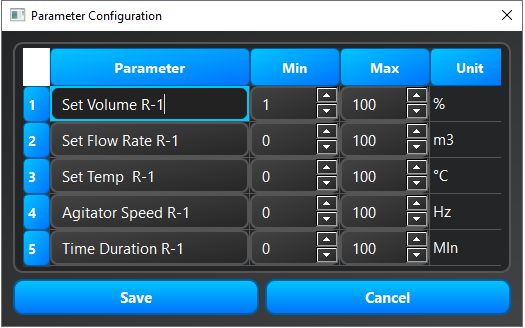 Parameter Configuration
Parameter Min Max Unit
1 Set Volume R-1 1 100 %
2 Set Flow Rate R-1 0 100 m3
3 Set Temp  R-1 0 100 °C
4 Agitator Speed R-1 0 100 Hz
5 Time Duration R-1 0 100 MIn
Save Cancel